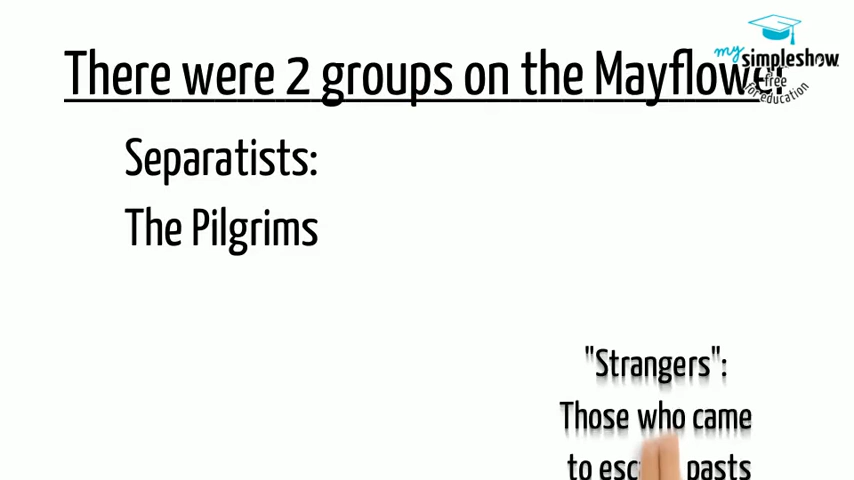 There were 2 groups on the Mayflower
my
simpleshow
free
for education
Separatists:
The Pilgrims
"Strangers":
Those who came
to pasts